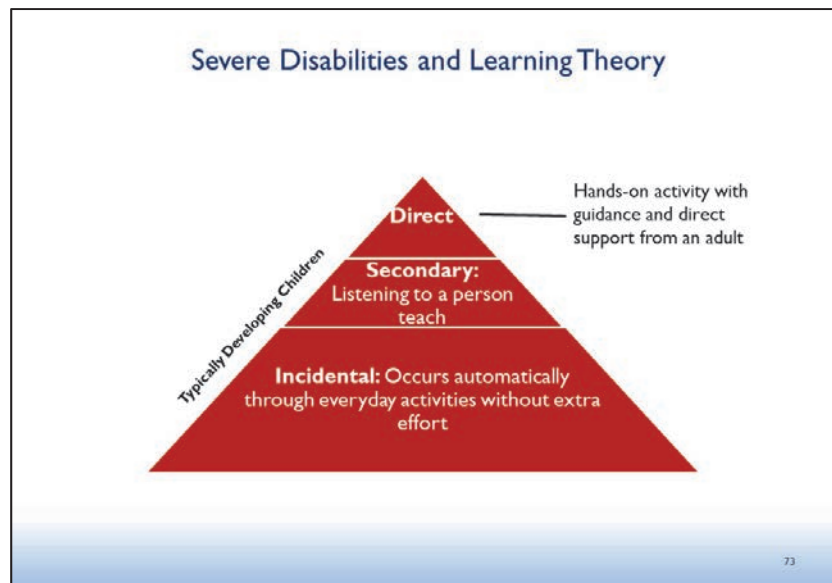 Severe Disabilities and Learning Theory
Direct
Hands-on activity with
guidance and direct
support from an adult
Typically Developing Children
Secondary:
Listening to a person
teach
Incidental: Occurs automatically
through everyday activities without extra
effort
73